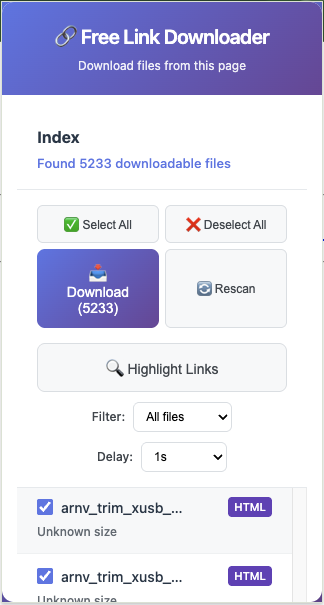 🔗 Free Link Downloader
Download files from this page
Index
Found 5233 downloadable files
✅ Select All
❌ Deselect All
📥
Download
(5233)
🔄 Rescan
🔍 Highlight Links
Filter: All files
Delay: 1s
arnv_trim_xusb_... HTML
Unknown size
arnv_trim_xusb_... HTML
Unknown size